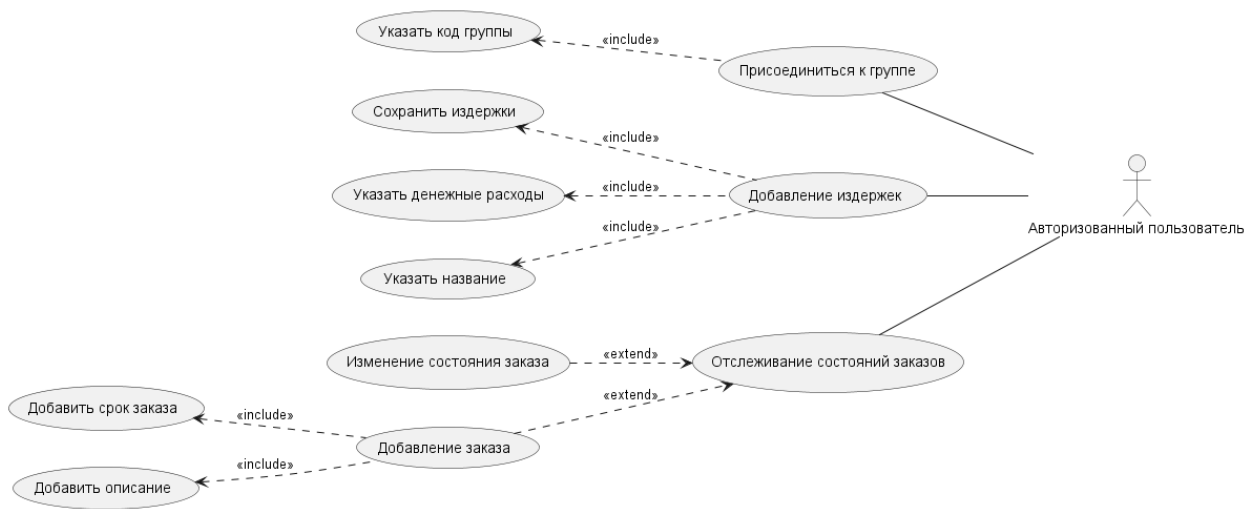 Указать код группы
«include»
Присоединиться к группе
Сохранить издержки
«include»
Указать денежные расходы
«include»
Добавление издержек
«include»
Указать название
Авторизованный пользователь
Изменение состояния заказа
«extend»
Отслеживание состояний заказов
«extend»
Добавить срок заказа
«include»
Добавление заказа
«include»
Добавить описание